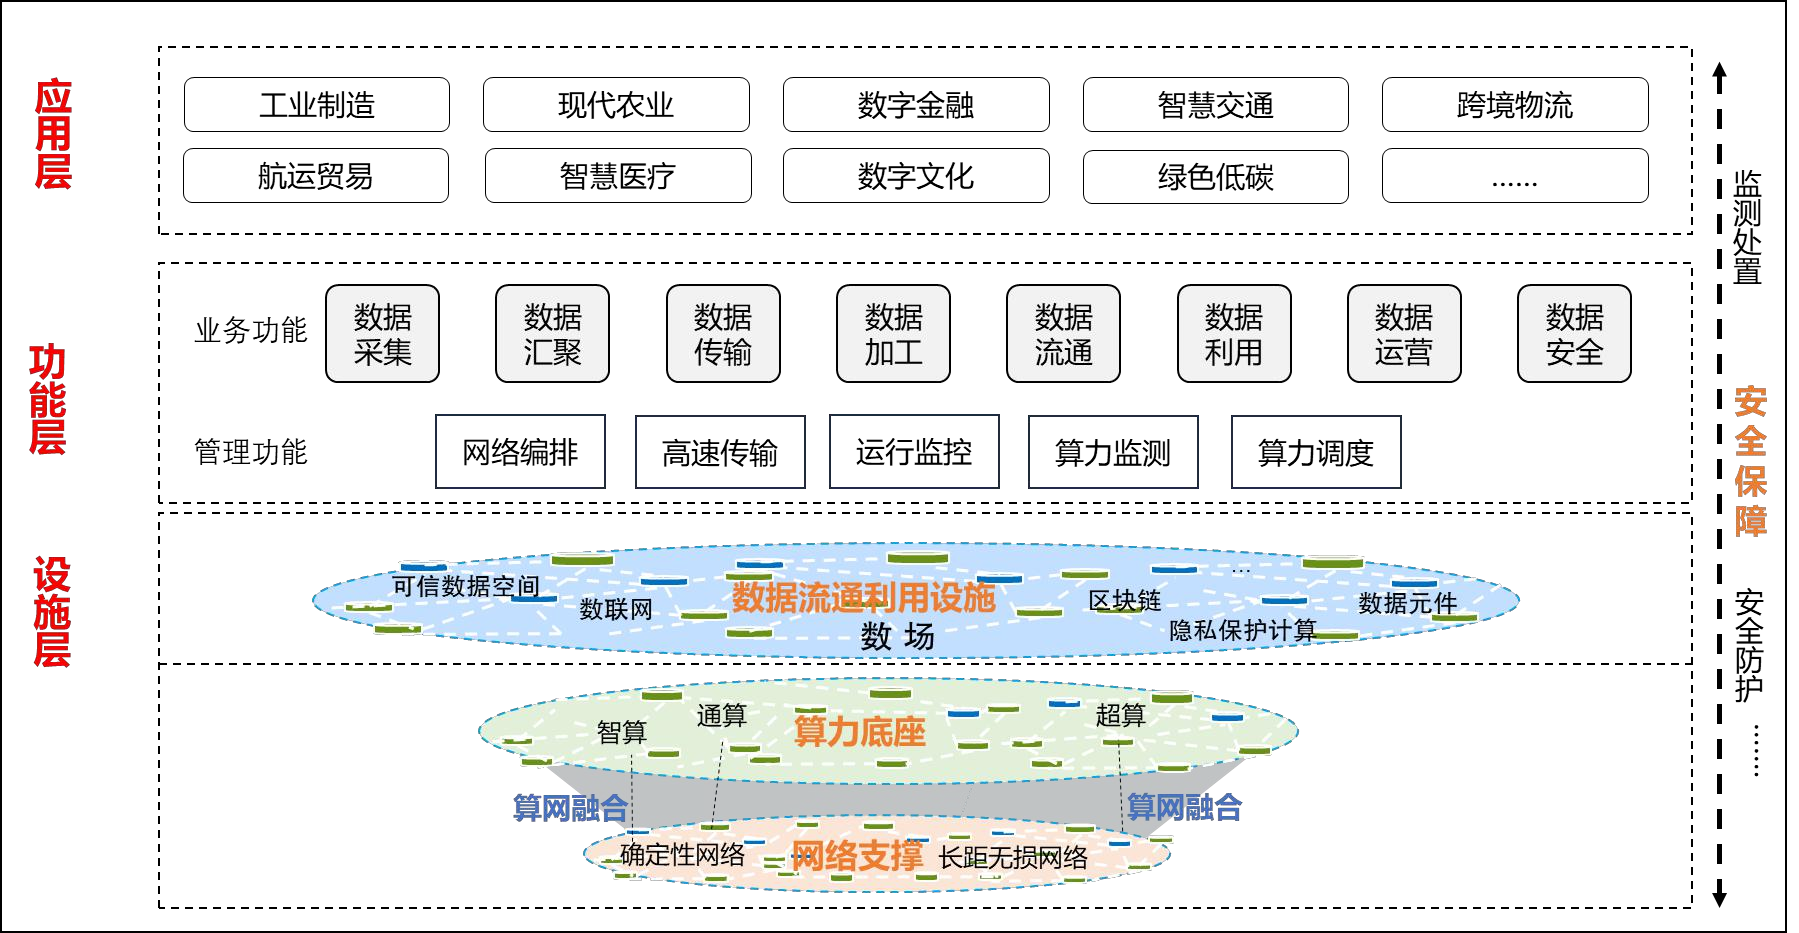 应用层
工业制造
现代农业
数字金融
智慧交通
跨境物流
航运贸易
智慧医疗
数字文化
绿色低碳
……
功能层
业务功能
数据
采集
数据
汇聚
数据
传输
数据
加工
数据
流通
数据
利用
数据
运营
数据
安全
管理功能
网络编排
高速传输
运行监控
算力监测
算力调度
设施层
可信数据空间
数联网
数据流通利用设施
数 场
区块链
…
隐私保护计算
数据元件
智算
通算
算力底座
超算
算网融合
算网融合
确定性网络
网络支撑
长距无损网络
监测处置
安全保障
安全防护
……